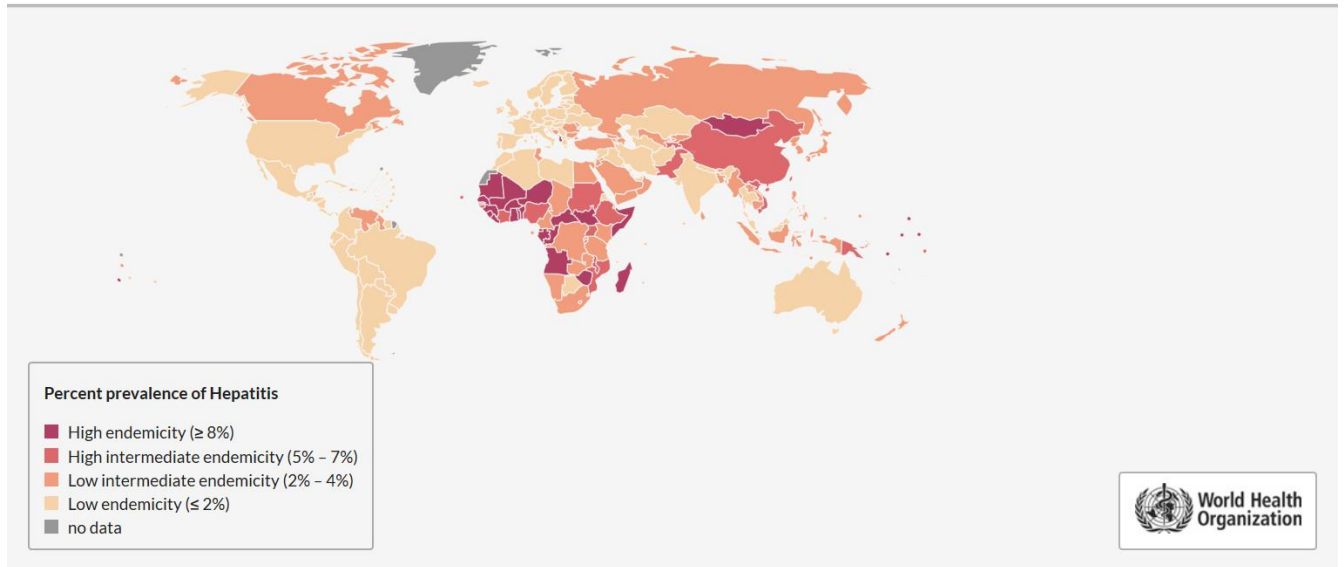 Percent prevalence of Hepatitis
High endemicity (≥ 8%)
High intermediate endemicity (5% – 7%)
Low intermediate endemicity (2% – 4%)
Low endemicity (≤ 2%)
no data
World Health
Organization